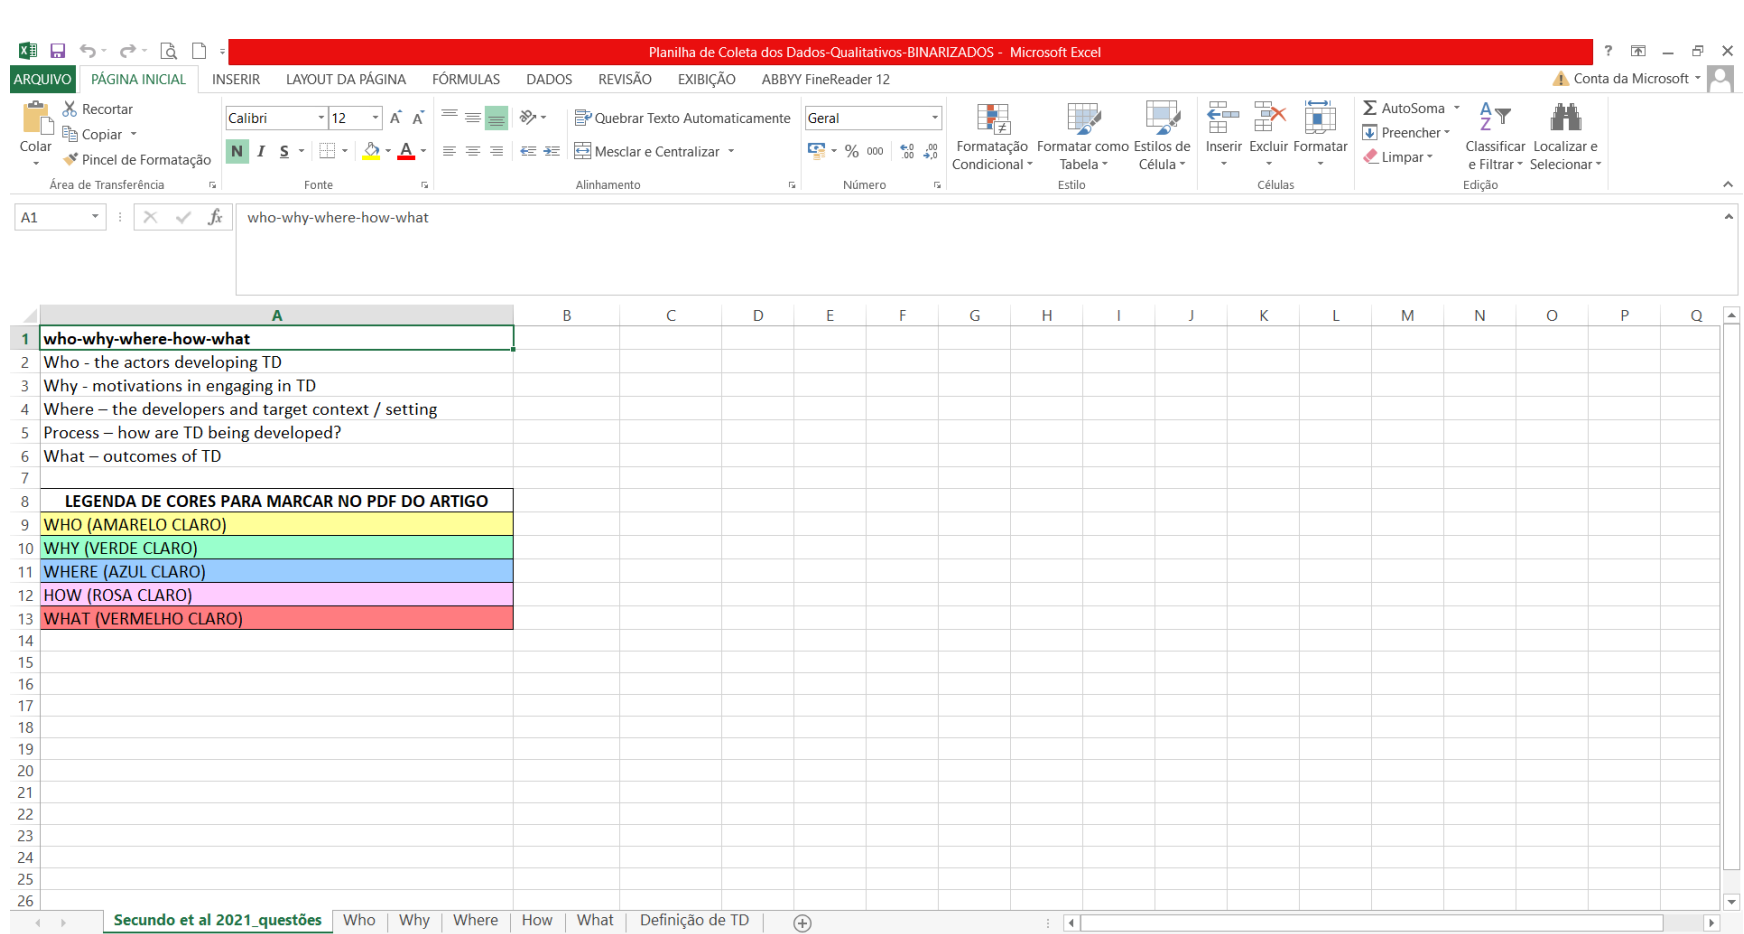 Planilha de Coleta dos Dados-Qualitativos-BINARIZADOS - Microsoft Excel
?
ARQUIVO PÁGINA INICIAL INSERIR LAYOUT DA PÁGINA FÓRMULAS DADOS REVISÃO EXIBIÇÃO ABBYY FineReader 12 Conta da Microsoft
Colar
Recortar
Copiar
Pincel de Formatação
Área de Transferência
Calibri 12 A A
N I S A
Fonte
Quebrar Texto Automaticamente
Mesclar e Centralizar
Alinhamento
Geral
% 000 ,00 ,00
Número
Formatação Condicional
Formatar como Tabela
Estilos de Célula
Estilo
Inserir Excluir Formatar
Células
AutoSoma
Preencher
Limpar
Classificar e Filtrar
Localizar e Selecionar
Edição
A1 fx who-why-where-how-what
A B C D E F G H I J K L M N O P Q
1 who-why-where-how-what
2 Who - the actors developing TD
3 Why - motivations in engaging in TD
4 Where – the developers and target context / setting
5 Process – how are TD being developed?
6 What – outcomes of TD
7
8 LEGENDA DE CORES PARA MARCAR NO PDF DO ARTIGO
9 WHO (AMARELO CLARO)
10 WHY (VERDE CLARO)
11 WHERE (AZUL CLARO)
12 HOW (ROSA CLARO)
13 WHAT (VERMELHO CLARO)
14
15
16
17
18
19
20
21
22
23
24
25
26
Secundo et al 2021_questões Who Why Where How What Definição de TD